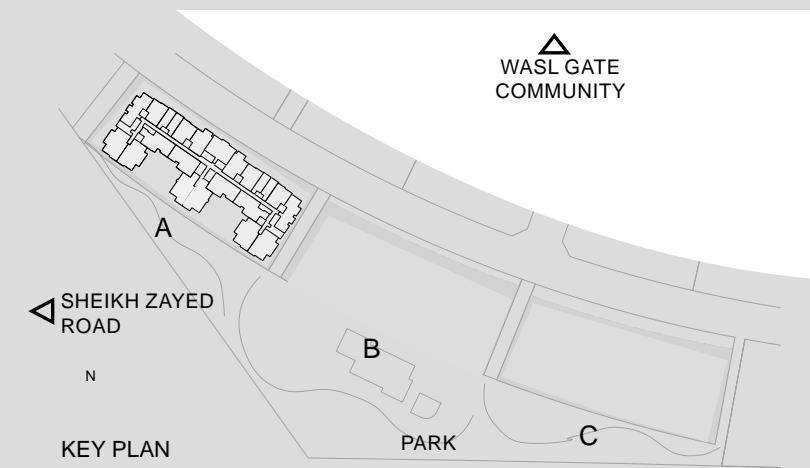 WASL GATE
COMMUNITY
A
SHEIKH ZAYED
ROAD
B
N
C
PARK
KEY PLAN